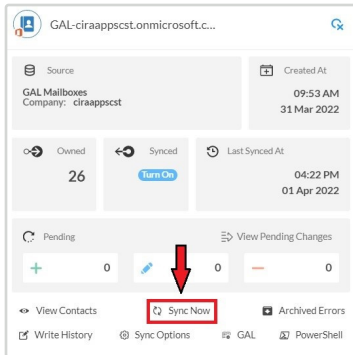 GAL-ciraappscst.onmicrosoft.c...
Source
GAL Mailboxes
Company: ciraappscst
Created At
09:53 AM
31 Mar 2022
Owned
26
Synced
Turn On
Last Synced At
04:22 PM
01 Apr 2022
Pending
View Pending Changes
0
0
0
View Contacts
Sync Now
Archived Errors
Write History
Sync Options
GAL
PowerShell